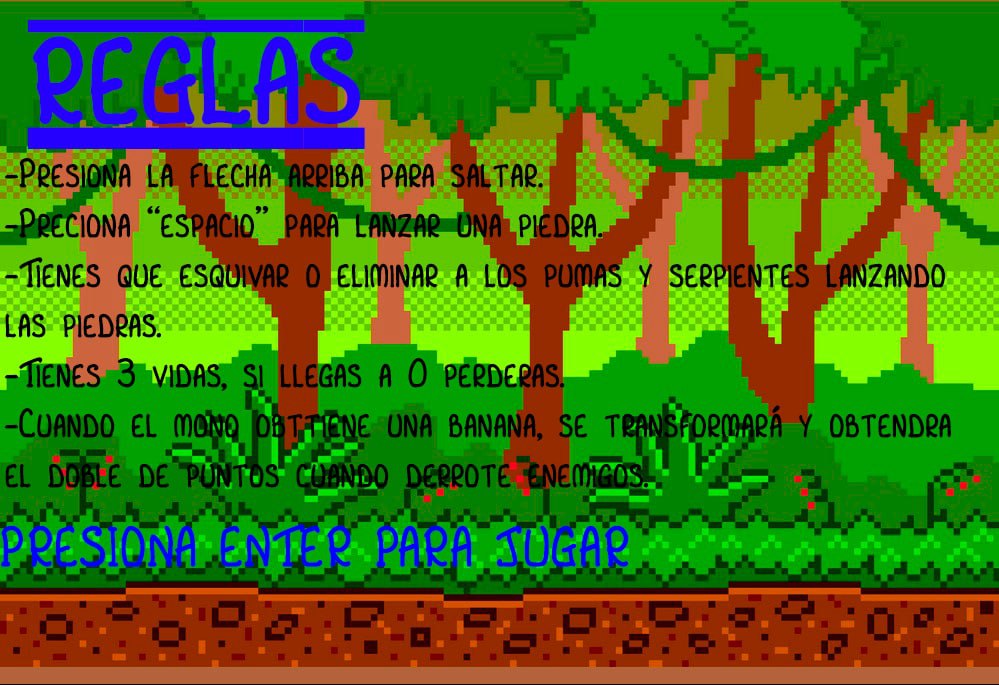 REGLAS
-Presiona la flecha arriba para saltar.
-Preciona “espacio” para lanzar una piedra.
-Tienes que esquivar o eliminar a los pumas y serpientes lanzando
las piedras.
-Tienes 3 vidas, si llegas a 0 perderas.
-Cuando el mono obttiene una banana, se transformará y obtendra
el doble de puntos cuando derrote enemigos.
PRESIONA ENTER PARA JUGAR